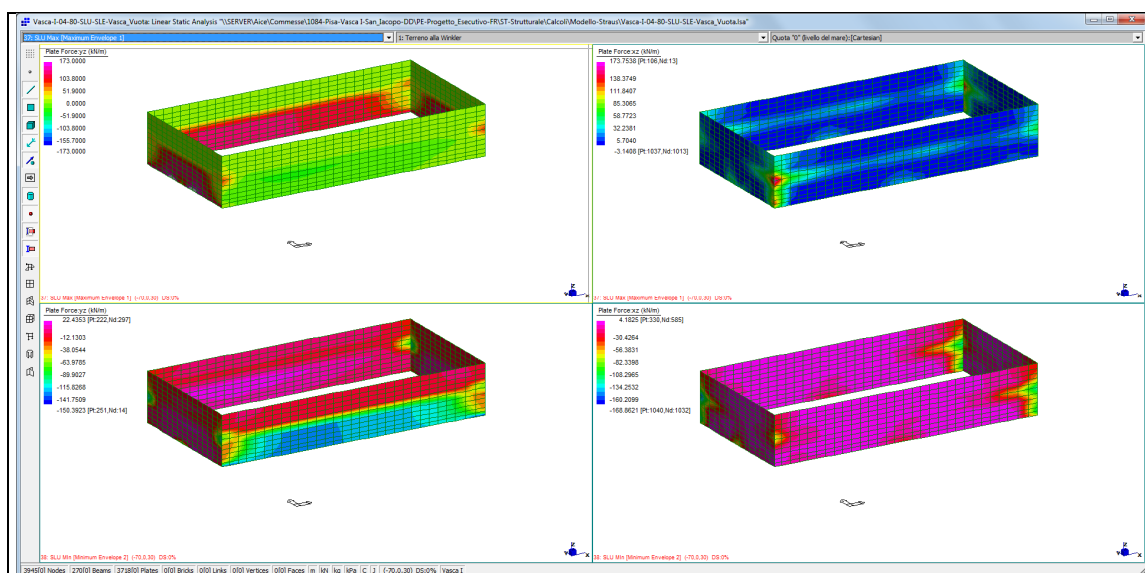 Vasca-I-04-80-SLU-SLE-Vasca_Vuota: Linear Static Analysis "\\SERVER\Aice\Commesse\1084-Pisa-Vasca I-San_Iacopo-DD\PE-Progetto_Esecutivo-FR\ST-Strutturale\Calcoli\Modello-Straus\Vasca-I-04-80-SLU-SLE-Vasca_Vuota.lsa"
37: SLU Max [Maximum Envelope 1]
1: Terreno alla Winkler
Quota "0" (livello del mare):[Cartesian]
Plate Force:yz (kN/m)
173.0000
103.8000
51.9000
0.0000
-51.9000
-103.8000
-155.7000
-173.0000
37: SLU Max [Maximum Envelope 1] (-70,0,30) DS:0%
Plate Force:xz (kN/m)
173.7538 [Pt:106,Nd:13]
138.3749
111.8407
85.3065
58.7723
32.2381
5.7040
-3.1408 [Pt:1037,Nd:1013]
37: SLU Max [Maximum Envelope 1] (-70,0,30) DS:0%
Plate Force:yz (kN/m)
22.4353 [Pt:222,Nd:297]
-12.1303
-38.0544
-63.9785
-89.9027
-115.8268
-141.7509
-150.3923 [Pt:251,Nd:14]
38: SLU Min [Minimum Envelope 2] (-70,0,30) DS:0%
Plate Force:xz (kN/m)
4.1825 [Pt:330,Nd:585]
-30.4264
-56.3831
-82.3398
-108.2965
-134.2532
-160.2099
-168.8621 [Pt:1040,Nd:1032]
38: SLU Min [Minimum Envelope 2] (-70,0,30) DS:0%
3945[0] Nodes 270[0] Beams 3718[0] Plates 0[0] Bricks 0[0] Links 0[0] Vertices 0[0] Faces m kN kg kPa C J (-70,0,30) DS:0% Vasca I